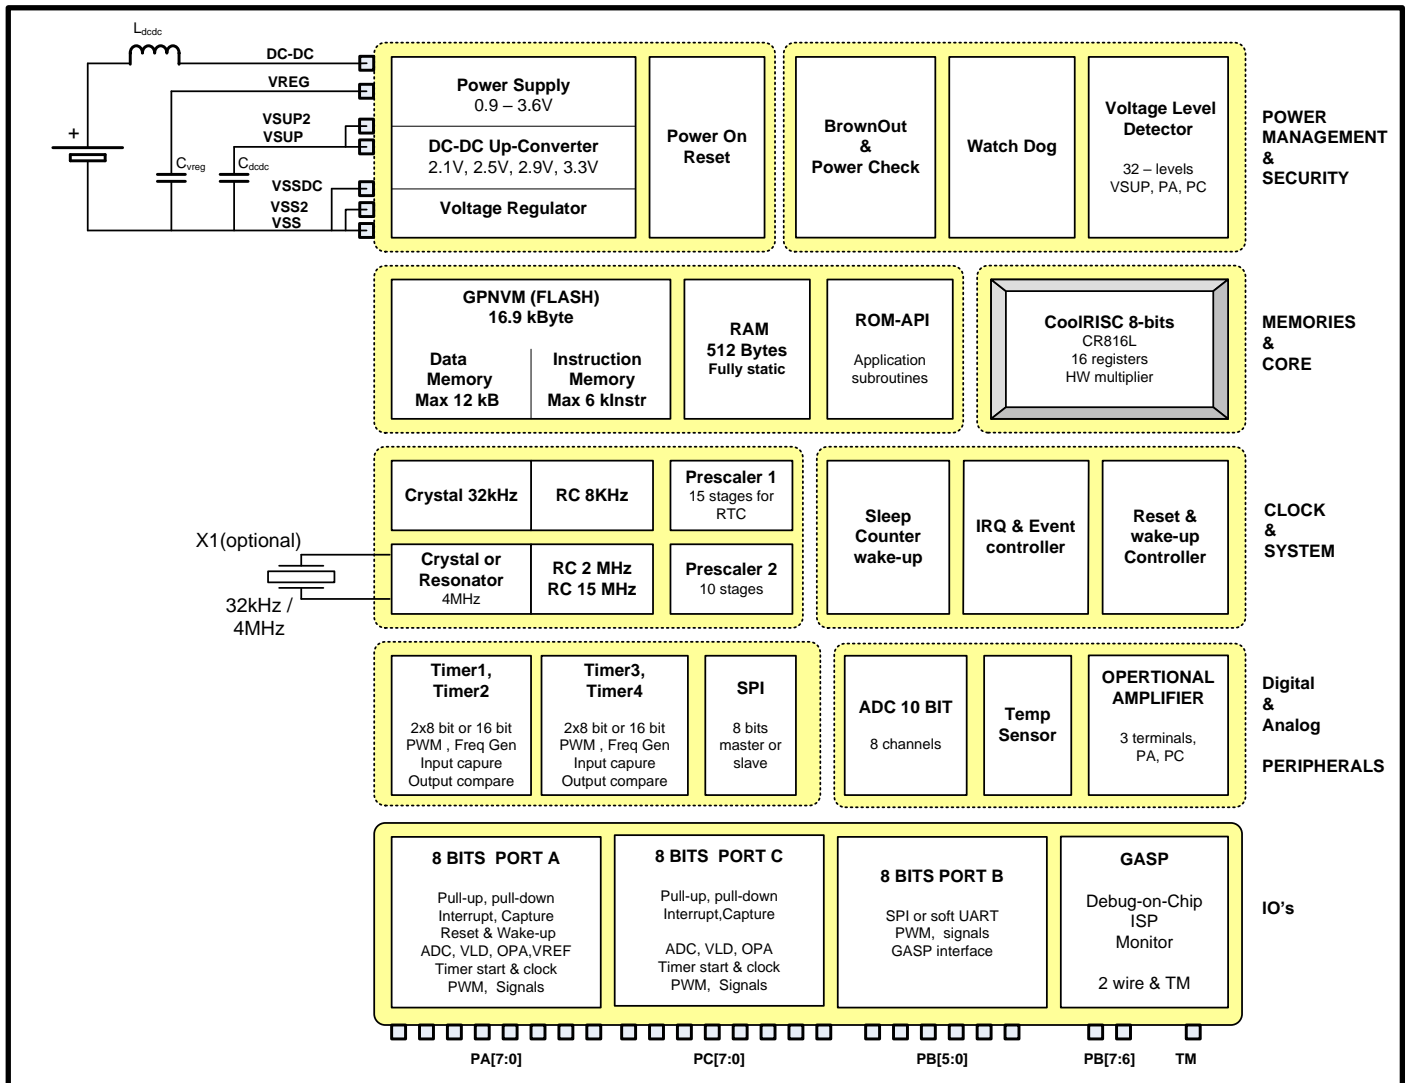 Ldcdc
DC-DC
VREG
VSUP2
VSUP
VSSDC
VSS2
VSS
+
Cvreg
Cdcdc
Power Supply
0.9 – 3.6V
DC-DC Up-Converter
2.1V, 2.5V, 2.9V, 3.3V
Voltage Regulator
Power On
Reset
BrownOut
&
Power Check
Watch Dog
Voltage Level
Detector
32 – levels
VSUP, PA, PC
POWER
MANAGEMENT
&
SECURITY
GPNVM (FLASH)
16.9 kByte
Data
Memory
Max 12 kB
Instruction
Memory
Max 6 kInstr
RAM
512 Bytes
Fully static
ROM-API
Application
subroutines
CoolRISC 8-bits
CR816L
16 registers
HW multiplier
MEMORIES
&
CORE
Crystal 32kHz
RC 8KHz
Prescaler 1
15 stages for
RTC
X1(optional)
32kHz /
4MHz
Crystal or
Resonator
4MHz
RC 2 MHz
RC 15 MHz
Prescaler 2
10 stages
Sleep
Counter
wake-up
IRQ & Event
controller
Reset &
wake-up
Controller
CLOCK
&
SYSTEM
Timer1,
Timer2
2x8 bit or 16 bit
PWM , Freq Gen
Input capure
Output compare
Timer3,
Timer4
2x8 bit or 16 bit
PWM , Freq Gen
Input capure
Output compare
SPI
8 bits
master or
slave
ADC 10 BIT
8 channels
Temp
Sensor
OPERTIONAL
AMPLIFIER
3 terminals,
PA, PC
Digital
&
Analog
PERIPHERALS
8 BITS PORT A
Pull-up, pull-down
Interrupt, Capture
Reset & Wake-up
ADC, VLD, OPA,VREF
Timer start & clock
PWM, Signals
8 BITS PORT C
Pull-up, pull-down
Interrupt,Capture
ADC, VLD, OPA
Timer start & clock
PWM, Signals
8 BITS PORT B
SPI or soft UART
PWM, signals
GASP interface
GASP
Debug-on-Chip
ISP
Monitor
2 wire & TM
IO's
PA[7:0]
PC[7:0]
PB[5:0]
PB[7:6]
TM